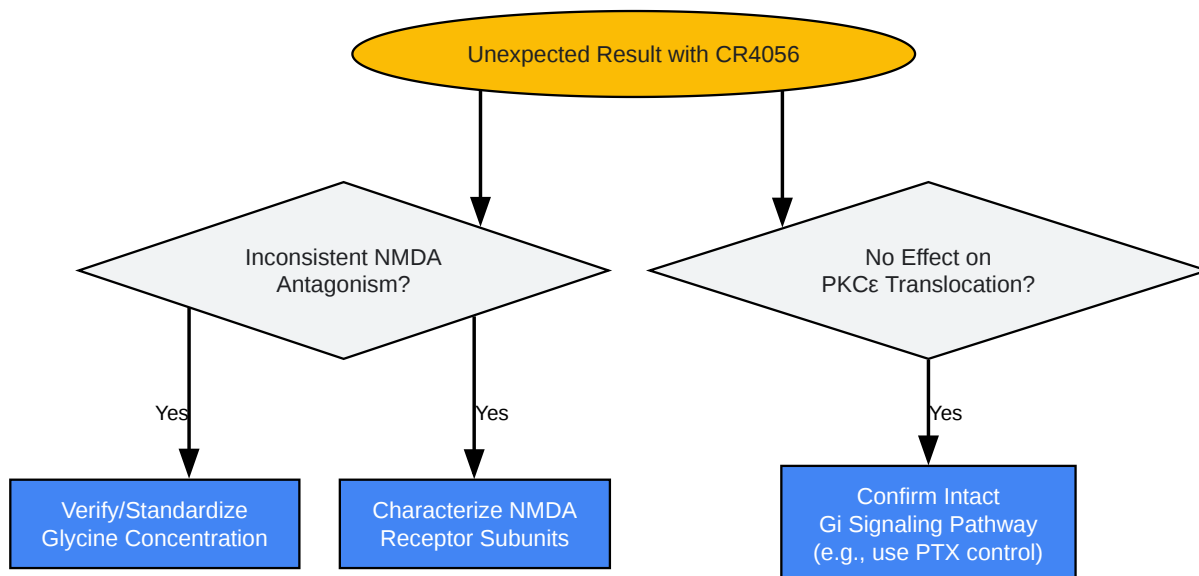 Unexpected Result with CR4056
Inconsistent NMDA
Antagonism?
No Effect on
PKCε Translocation?
Yes
Yes
Yes
Verify/Standardize
Glycine Concentration
Characterize NMDA
Receptor Subunits
Confirm Intact
Gi Signaling Pathway
(e.g., use PTX control)